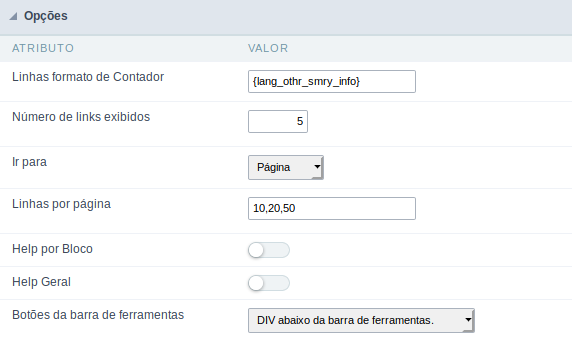 Opções
ATRIBUTO VALOR
Linhas formato de Contador {lang_othr_smry_info}
Número de links exibidos 5
Ir para Página
Linhas por página 10,20,50
Help por Bloco
Help Geral
Botões da barra de ferramentas DIV abaixo da barra de ferramentas.